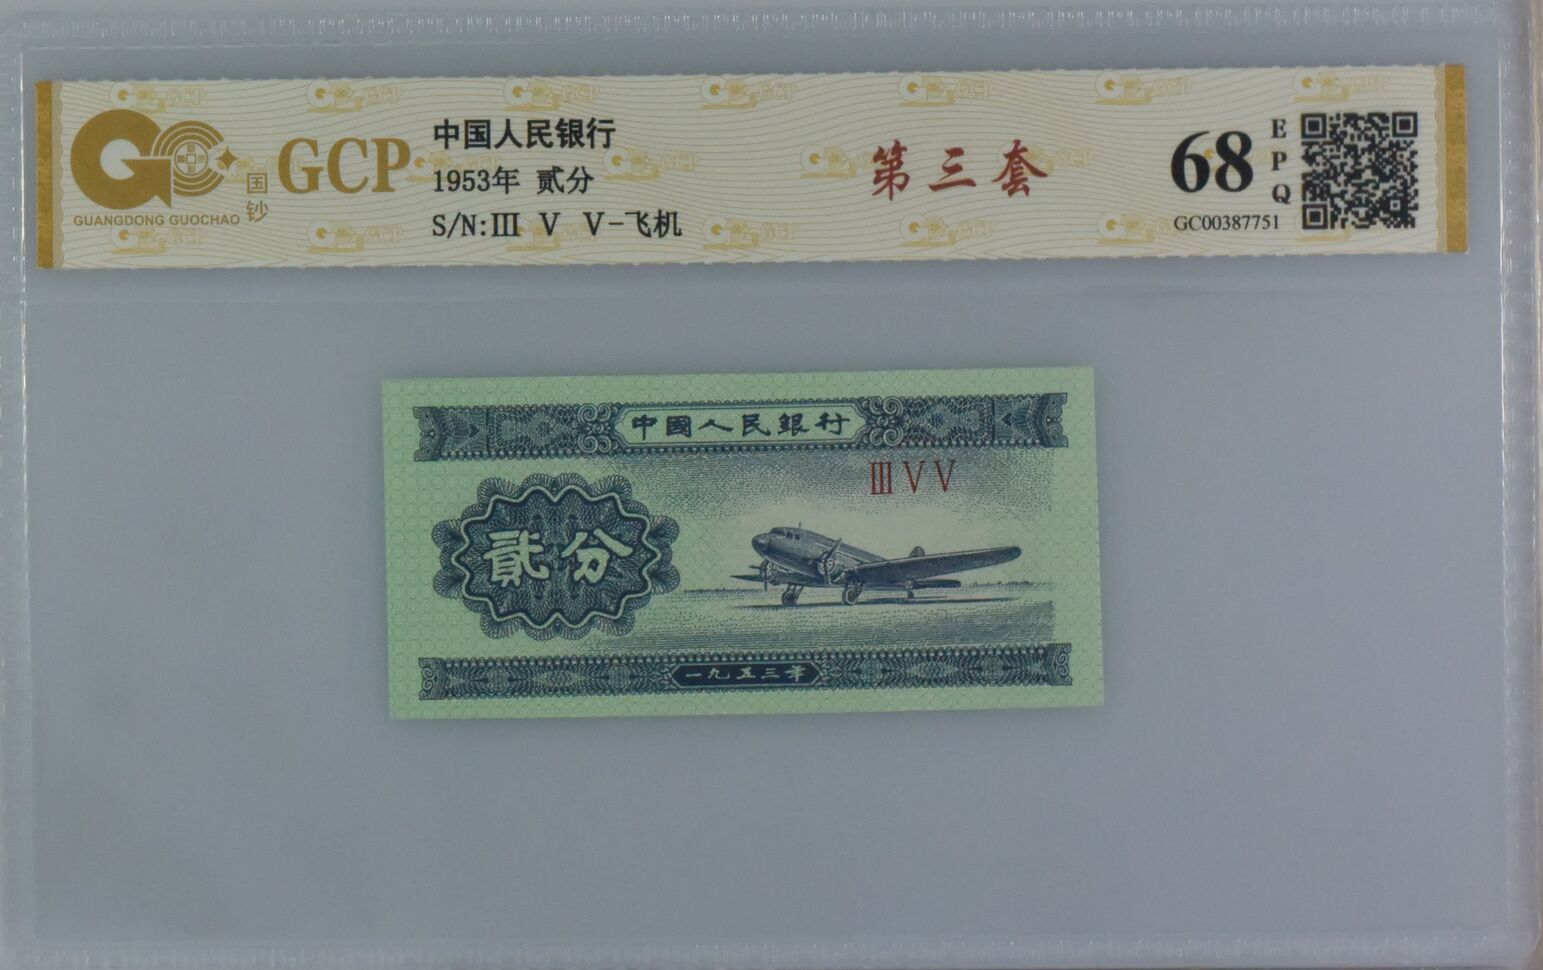 GCP
国钞
GUANGDONG GUOCHAO
中国人民银行
1953年 贰分
S/N:Ⅲ Ⅴ Ⅴ-飞机
第三套
68
EPQ
GC00387751
中國人民銀行
ⅢⅤⅤ
貳分
一九五三年